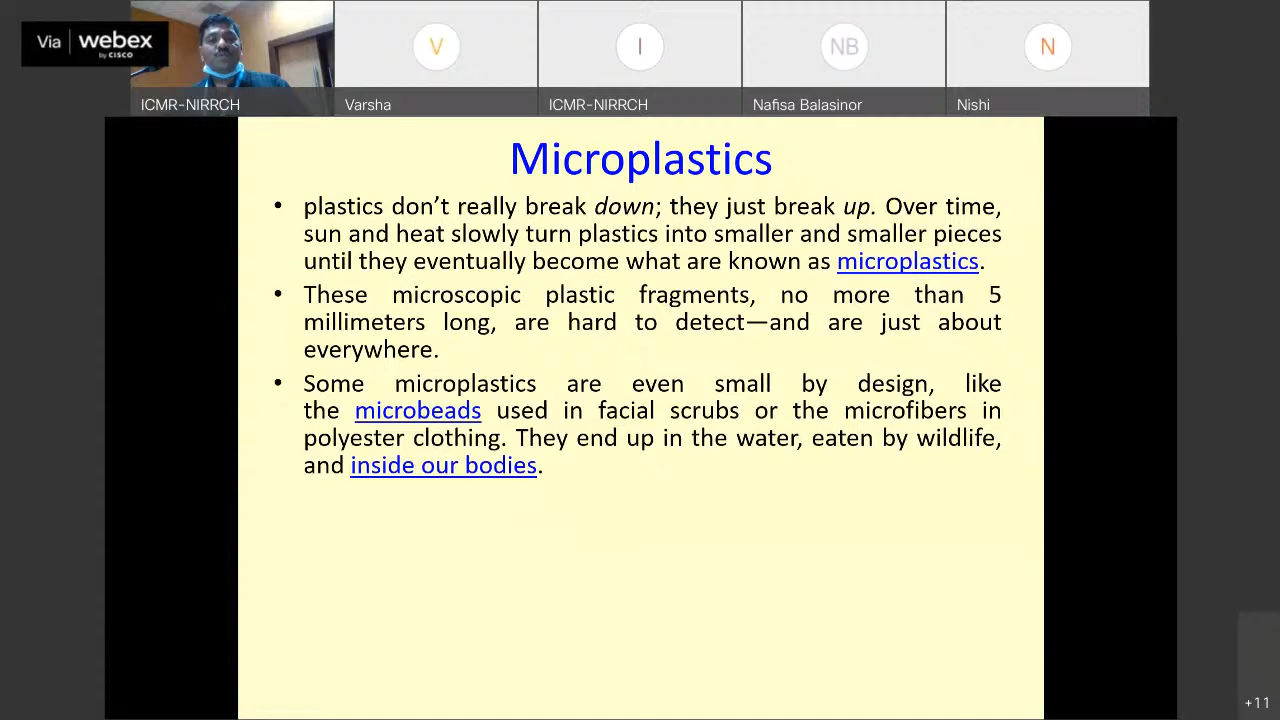 Via webex
by CISCO
V
I
NB
N
ICMR-NIRRCH
Varsha
ICMR-NIRRCH
Nafisa Balasinor
Nishi
Microplastics
• plastics don’t really break down; they just break up. Over time,
sun and heat slowly turn plastics into smaller and smaller pieces
until they eventually become what are known as microplastics.
• These microscopic plastic fragments, no more than 5
millimeters long, are hard to detect—and are just about
everywhere.
• Some microplastics are even small by design, like
the microbeads used in facial scrubs or the microfibers in
polyester clothing. They end up in the water, eaten by wildlife,
and inside our bodies.
+11